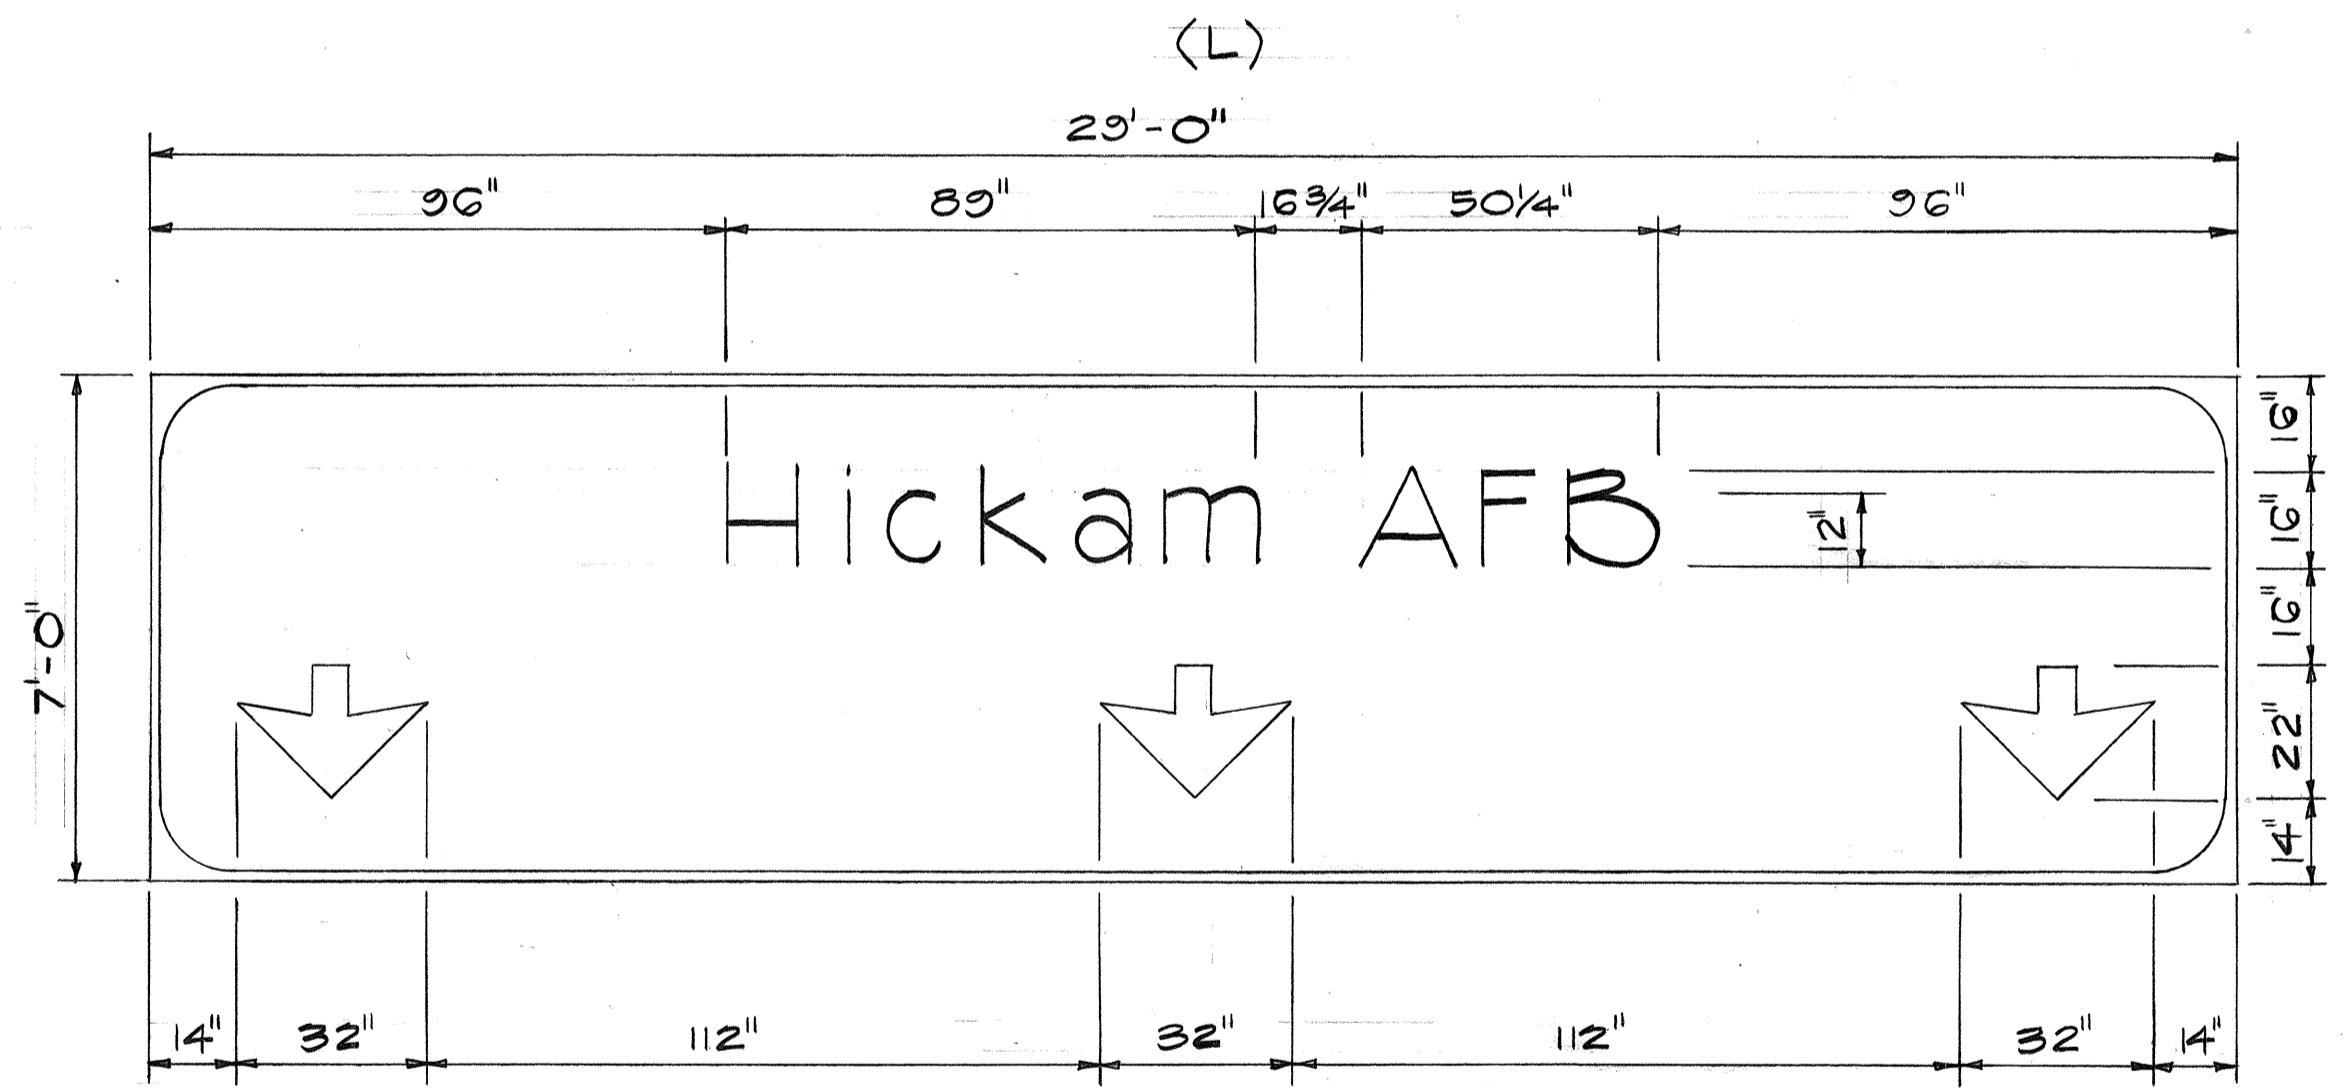 (L)
29'-0"
96" 89" 16 3/4" 50 1/4" 96"
16"
Hickam AFB
12"
16"
16"
7'-0"
22"
14"
14" 32" 112" 32" 112" 32" 14"